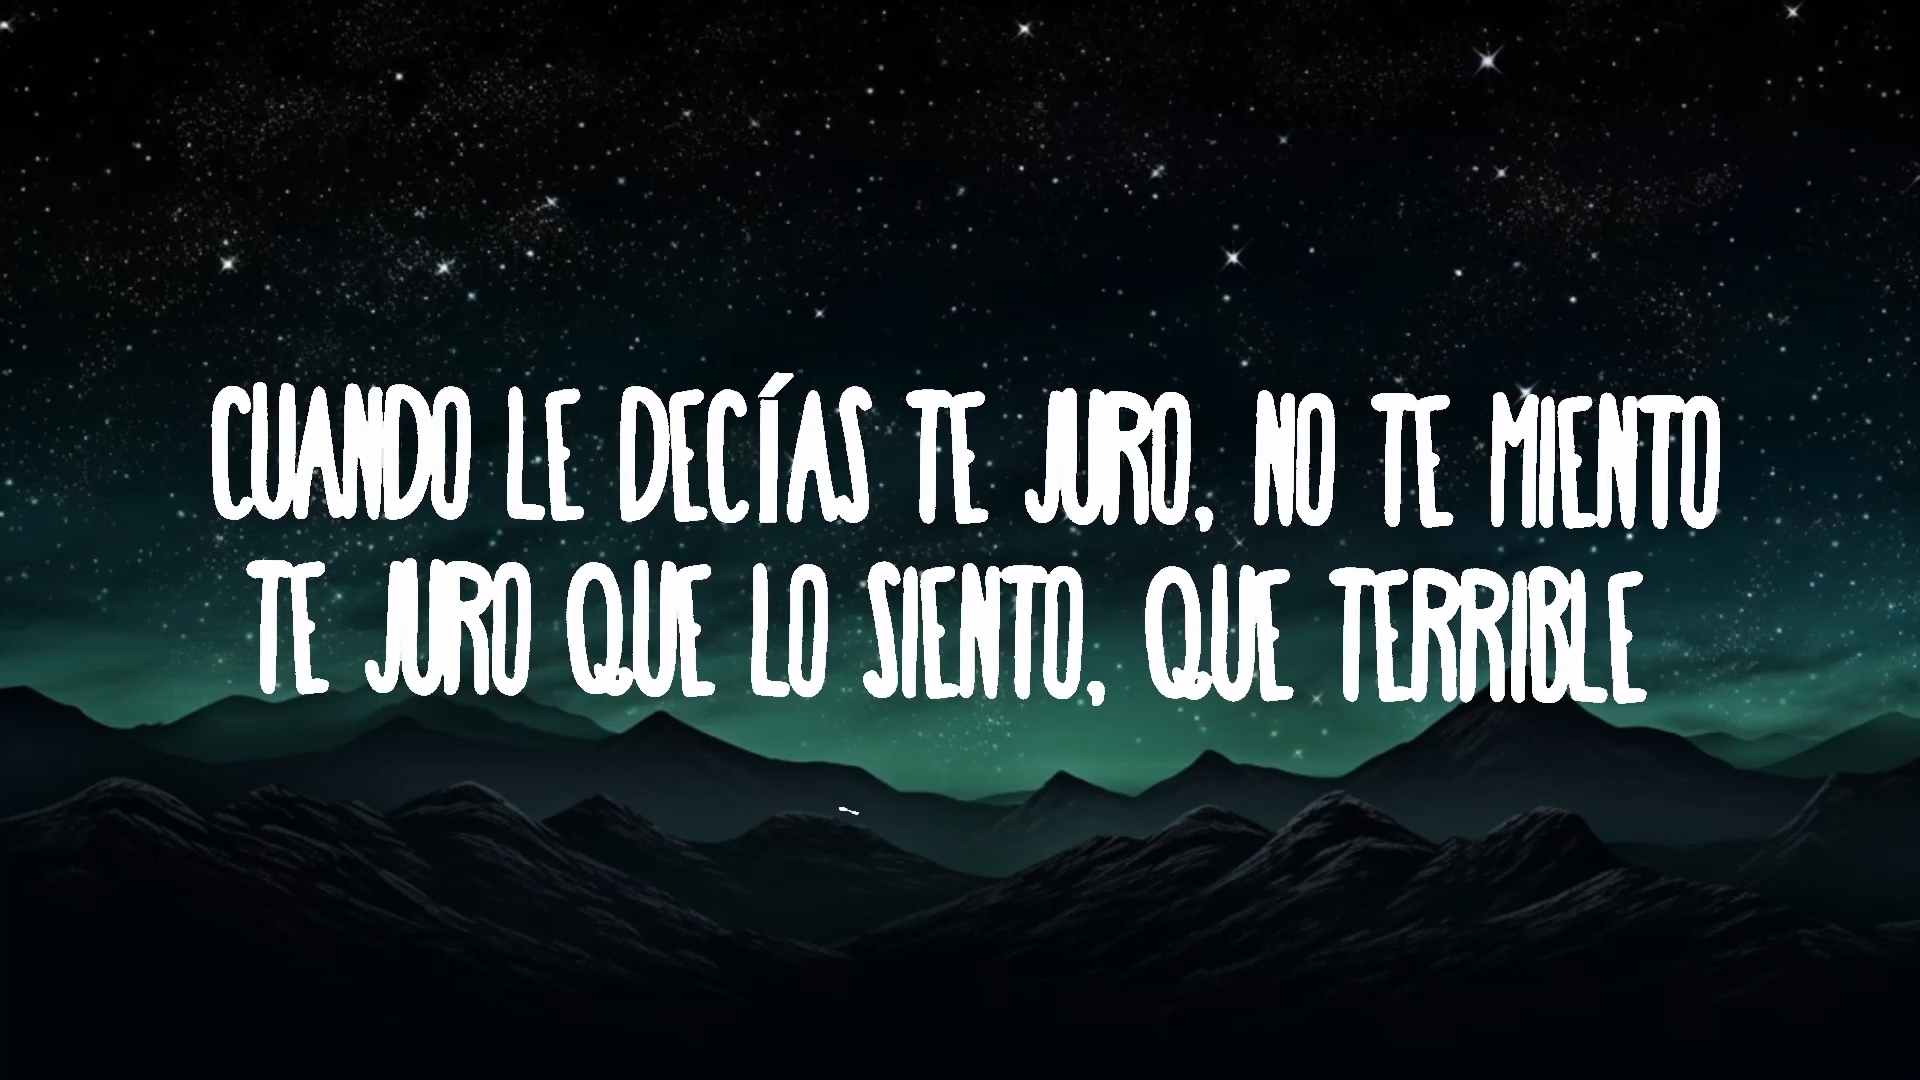 CUANDO LE DECÍAS TE JURO, NO TE MIENTO
TE JURO QUE LO SIENTO, QUE TERRIBLE